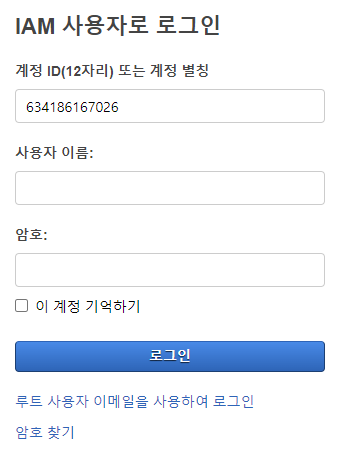 IAM 사용자로 로그인
계정 ID(12자리) 또는 계정 별칭
634186167026
사용자 이름:
암호:
이 계정 기억하기
로그인
루트 사용자 이메일을 사용하여 로그인
암호 찾기